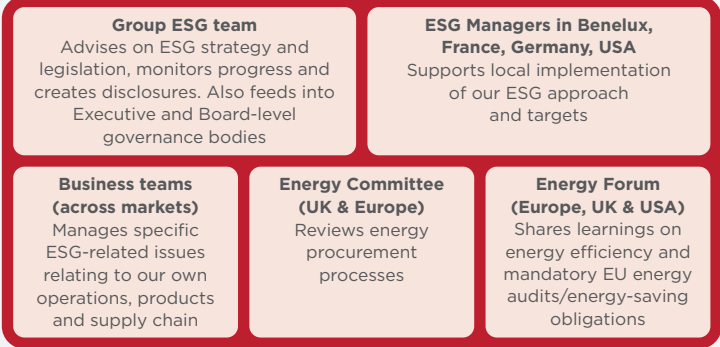 Group ESG team
Advises on ESG strategy and
legislation, monitors progress and
creates disclosures. Also feeds into
Executive and Board-level
governance bodies
ESG Managers in Benelux,
France, Germany, USA
Supports local implementation
of our ESG approach
and targets
Business teams
(across markets)
Manages specific
ESG-related issues
relating to our own
operations, products
and supply chain
Energy Committee
(UK & Europe)
Reviews energy
procurement
processes
Energy Forum
(Europe, UK & USA)
Shares learnings on
energy efficiency and
mandatory EU energy
audits/energy-saving
obligations